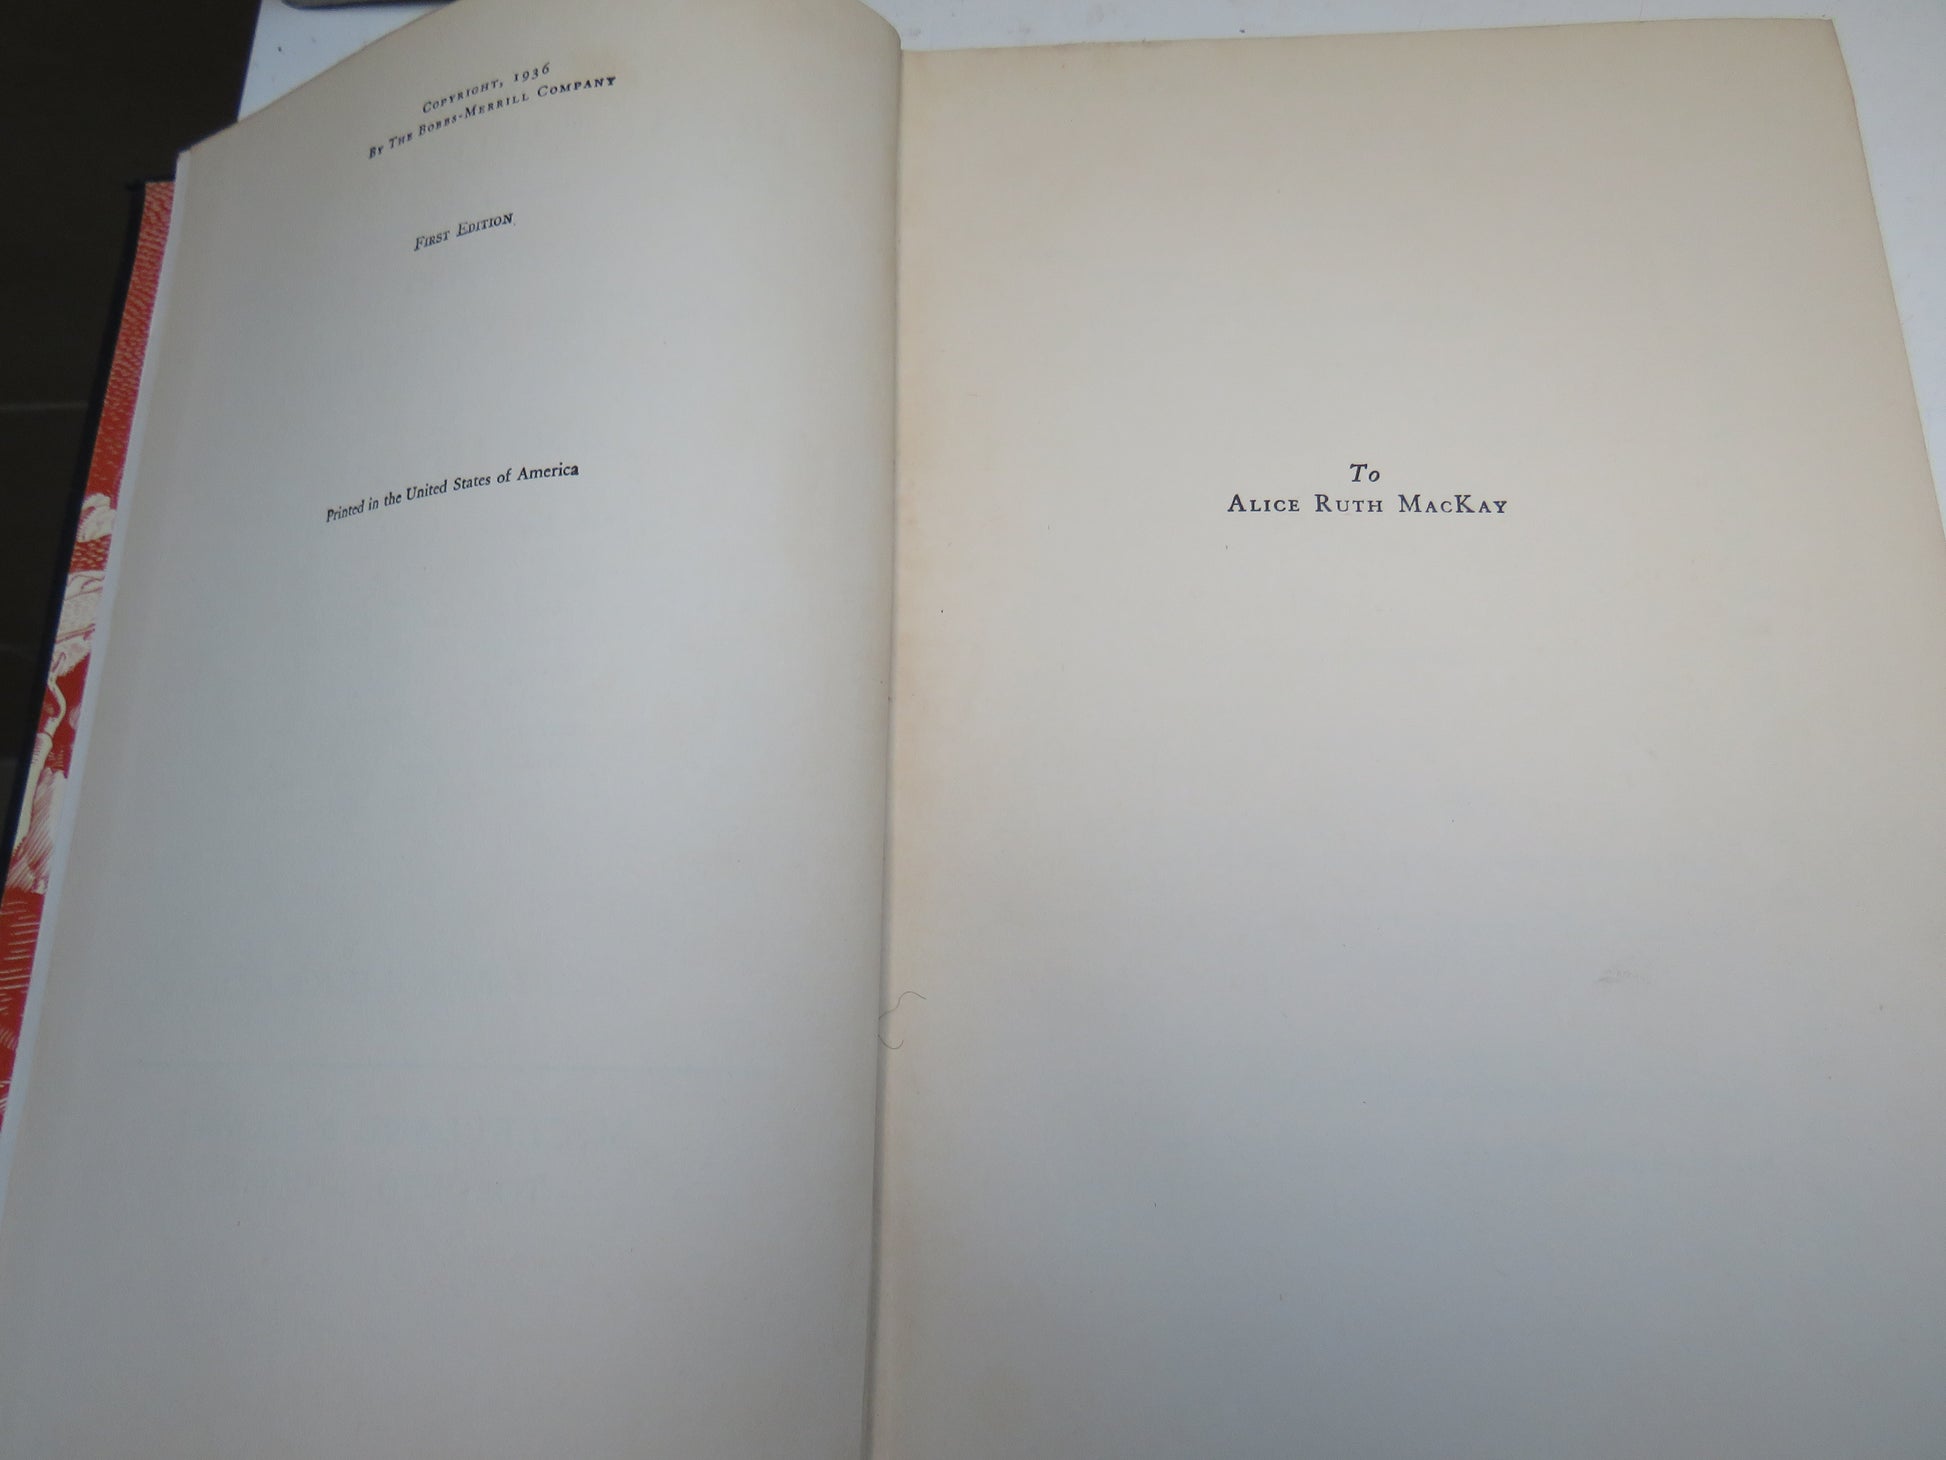 Copyright, 1936
By The Bobbs-Merrill Company
First Edition
Printed in the United States of America
To
Alice Ruth MacKay